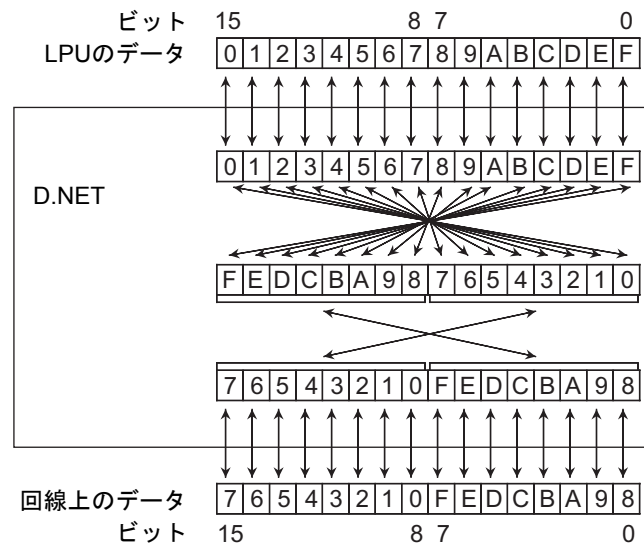 ビット 15 8 7 0
LPUのデータ 0 1 2 3 4 5 6 7 8 9 A B C D E F
0 1 2 3 4 5 6 7 8 9 A B C D E F
D.NET
F E D C B A 9 8 7 6 5 4 3 2 1 0
7 6 5 4 3 2 1 0 F E D C B A 9 8
回線上のデータ 7 6 5 4 3 2 1 0 F E D C B A 9 8
ビット 15 8 7 0